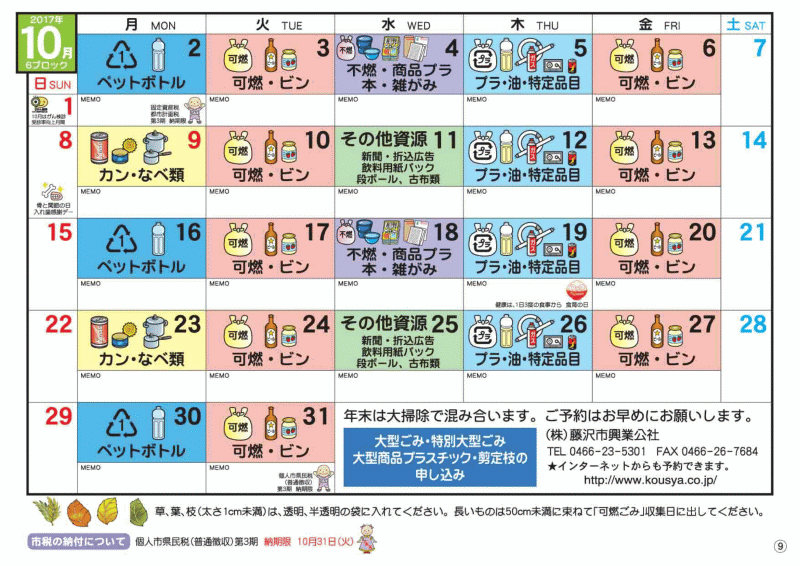 2017年
10月
6ブロック
月 MON
火 TUE
水 WED
木 THU
金 FRI
土 SAT
日 SUN
1
10月はがん検診
受診率向上月間
2
ペットボトル
MEMO
固定資産税
都市計画税
第3期 納期限
3
可燃
可燃・ビン
MEMO
4
不燃
不燃・商品プラ
本・雑がみ
MEMO
5
プラ
プラ・油・特定品目
MEMO
6
可燃
可燃・ビン
MEMO
7
8
骨と関節の日
入れ歯感謝デー
9
カン・なべ類
MEMO
10
可燃
可燃・ビン
MEMO
その他資源 11
新聞・折込広告
飲料用紙パック
段ボール、古布類
MEMO
12
プラ
プラ・油・特定品目
MEMO
13
可燃
可燃・ビン
MEMO
14
15
16
ペットボトル
MEMO
17
可燃
可燃・ビン
MEMO
18
不燃
不燃・商品プラ
本・雑がみ
MEMO
19
プラ
プラ・油・特定品目
MEMO
健康は、1日3度の食事から 食育の日
20
可燃
可燃・ビン
MEMO
21
22
23
カン・なべ類
MEMO
24
可燃
可燃・ビン
MEMO
その他資源 25
新聞・折込広告
飲料用紙パック
段ボール、古布類
MEMO
26
プラ
プラ・油・特定品目
MEMO
27
可燃
可燃・ビン
MEMO
28
29
30
ペットボトル
MEMO
31
可燃
可燃・ビン
MEMO
個人市県民税
(普通徴収)
第3期 納期限
年末は大掃除で混み合います。ご予約はお早めにお願いします。
大型ごみ・特別大型ごみ
大型商品プラスチック・剪定枝の
申し込み
(株)藤沢市興業公社
TEL 0466-23-5301 FAX 0466-26-7684
★インターネットからも予約できます。
http://www.kousya.co.jp/
草、葉、枝(太さ1cm未満)は、透明、半透明の袋に入れてください。長いものは50cm未満に束ねて「可燃ごみ」収集日に出してください。
市税の納付について 個人市県民税(普通徴収)第3期 納期限 10月31日(火)
9